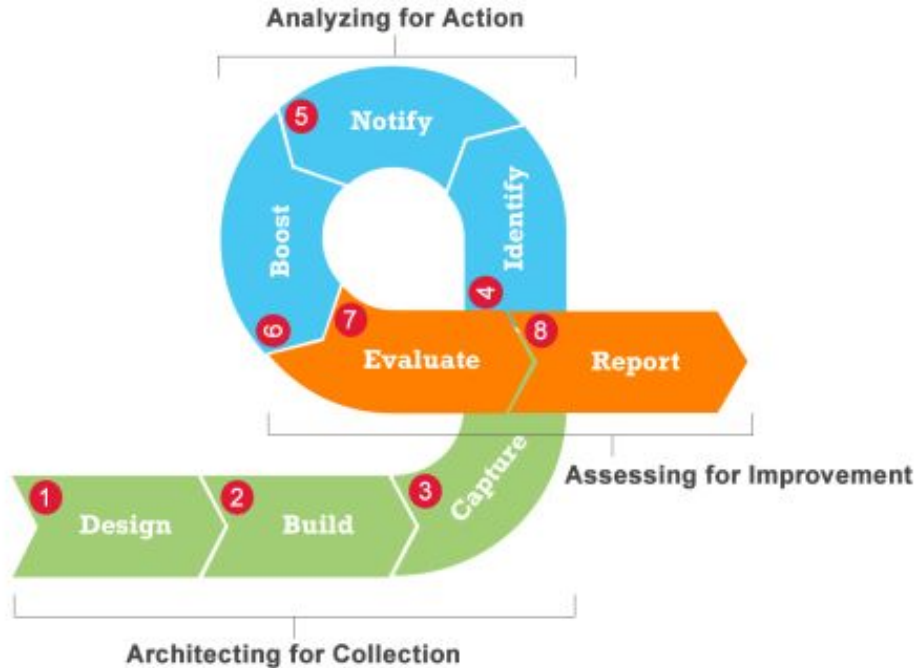 Analyzing for Action
5
Notify
Boost
Identify
6
4
7
Evaluate
8
Report
Assessing for Improvement
1
Design
2
Build
3
Capture
Architecting for Collection